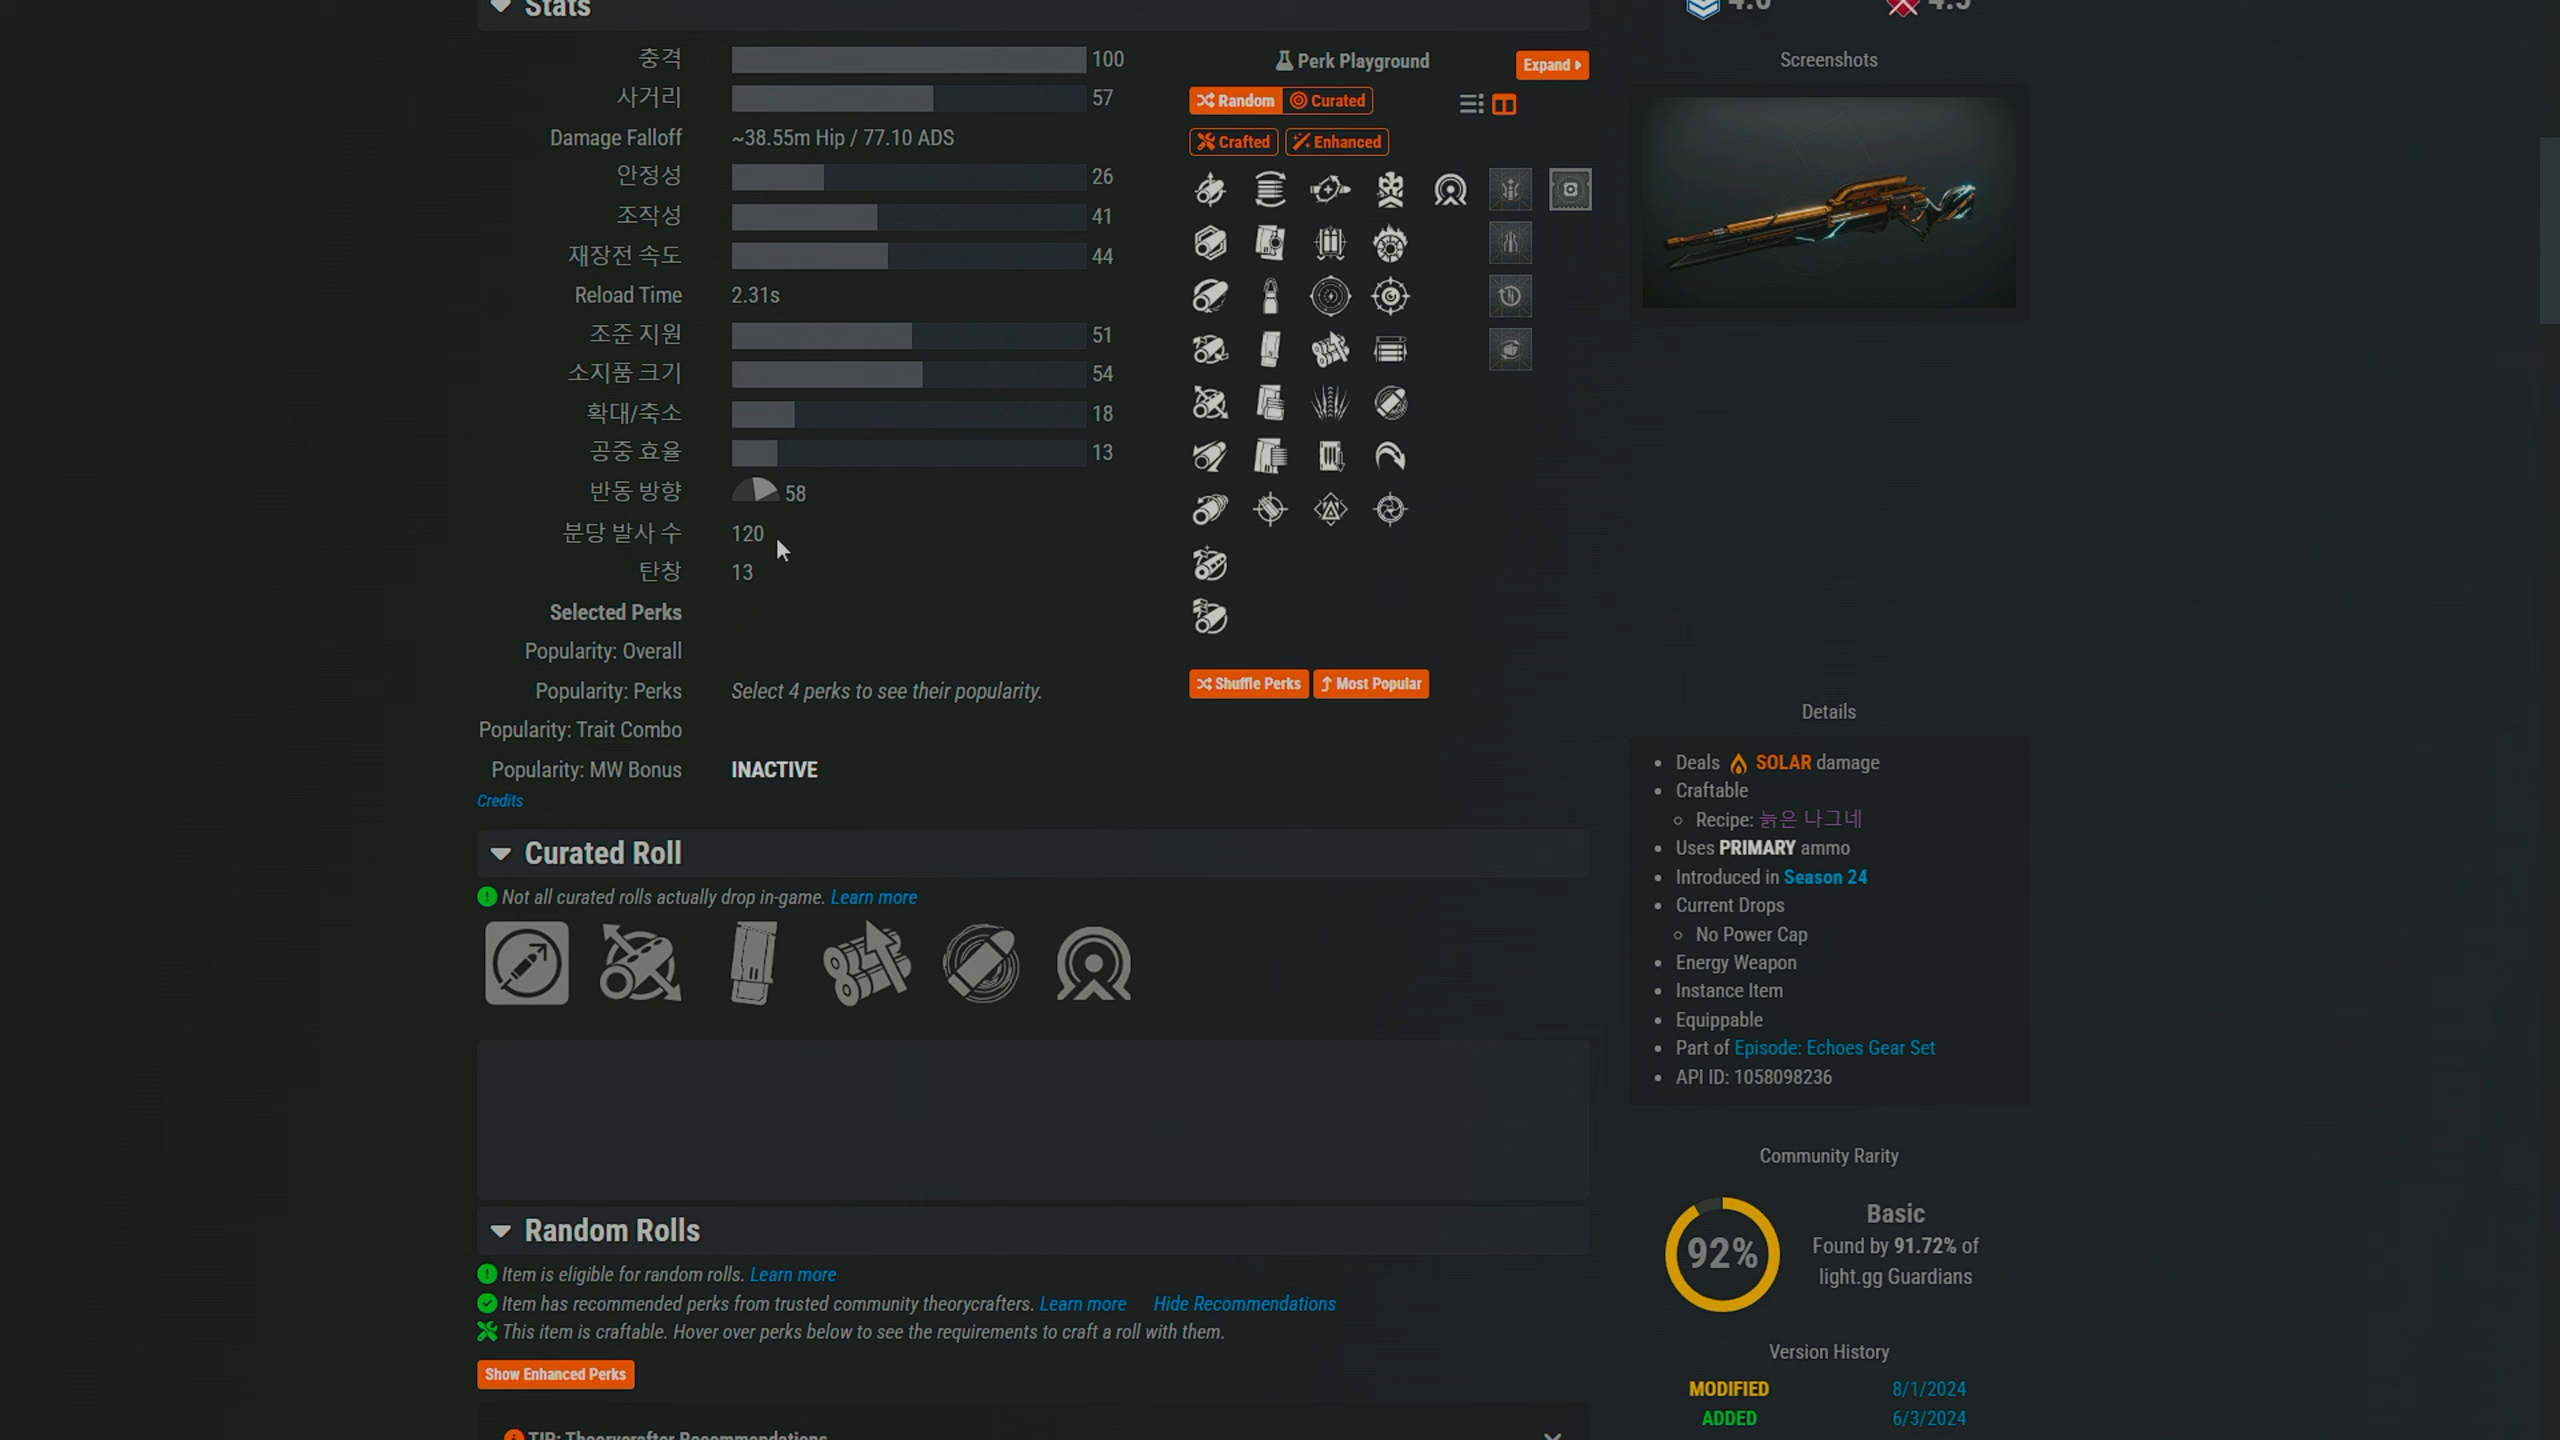 Stats
충격 100
사거리 57
Damage Falloff ~38.55m Hip / 77.10 ADS
안정성 26
조작성 41
재장전 속도 44
Reload Time 2.31s
조준 지원 51
소지품 크기 54
확대/축소 18
공중 효율 13
반동 방향 58
분당 발사 수 120
탄창 13
Selected Perks
Popularity: Overall
Popularity: Perks Select 4 perks to see their popularity.
Popularity: Trait Combo
Popularity: MW Bonus INACTIVE
Credits
Perk Playground
Expand
Random Curated
Crafted Enhanced
Shuffle Perks Most Popular
Curated Roll
Not all curated rolls actually drop in-game. Learn more
Random Rolls
Item is eligible for random rolls. Learn more
Item has recommended perks from trusted community theorycrafters. Learn more Hide Recommendations
This item is craftable. Hover over perks below to see the requirements to craft a roll with them.
Show Enhanced Perks
TIP: Theorycrafter Recommendations
Screenshots
Details
Deals SOLAR damage
Craftable
Recipe: 늙은 나그네
Uses PRIMARY ammo
Introduced in Season 24
Current Drops
No Power Cap
Energy Weapon
Instance Item
Equippable
Part of Episode: Echoes Gear Set
API ID: 1058098236
Community Rarity
92%
Basic
Found by 91.72% of
light.gg Guardians
Version History
MODIFIED 8/1/2024
ADDED 6/3/2024